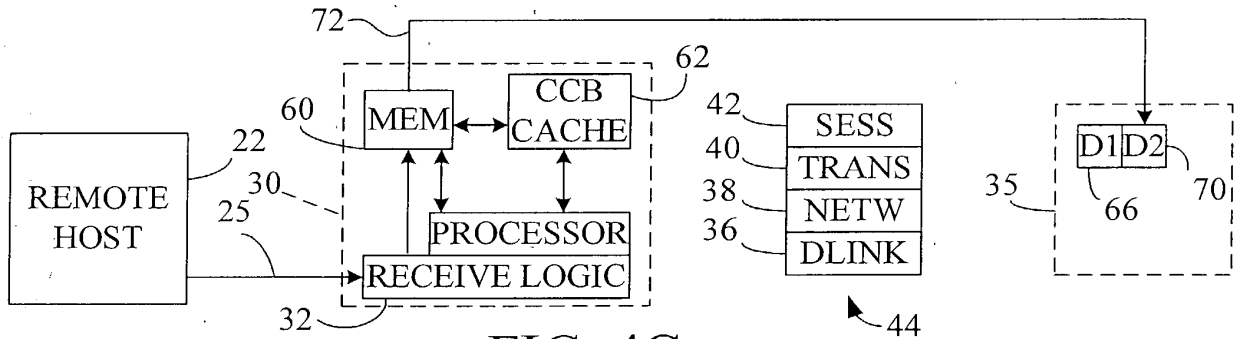 72
62
CCB
CACHE
MEM
60
42
SESS
40
TRANS
38
NETW
36
DLINK
D1
D2
35
66
70
22
REMOTE
HOST
30
25
PROCESSOR
RECEIVE LOGIC
32
44